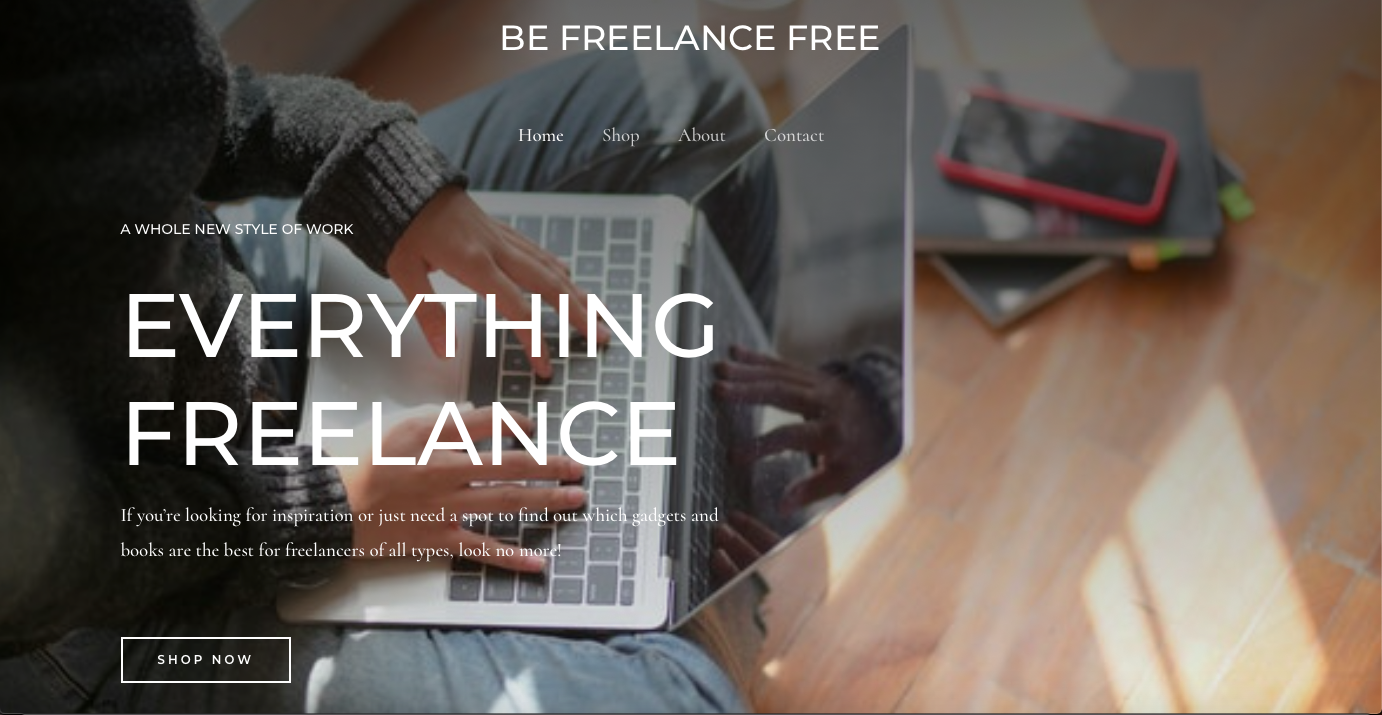 BE FREELANCE FREE
Home Shop About Contact
A WHOLE NEW STYLE OF WORK
EVERYTHING
FREELANCE
If you’re looking for inspiration or just need a spot to find out which gadgets and
books are the best for freelancers of all types, look no more!
SHOP NOW